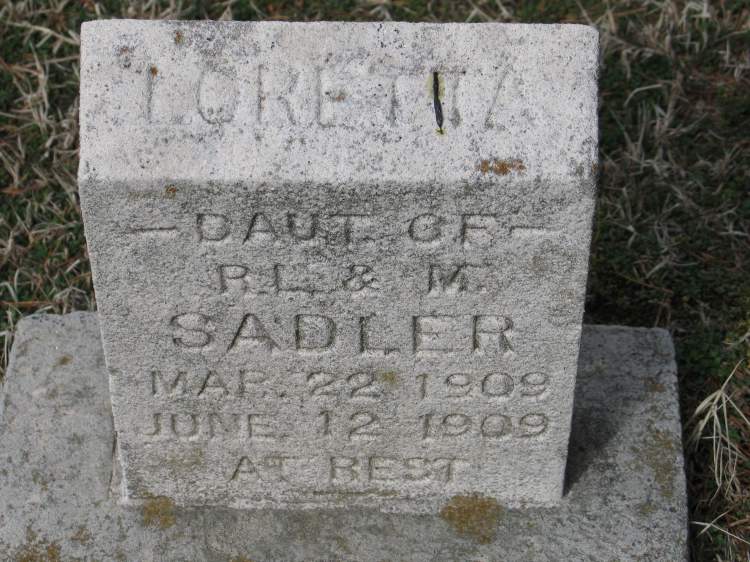 LORETTA
- DAUT. OF -
R.L. & M.
SADLER
MAR. 22 1909
JUNE. 12 1909
AT REST